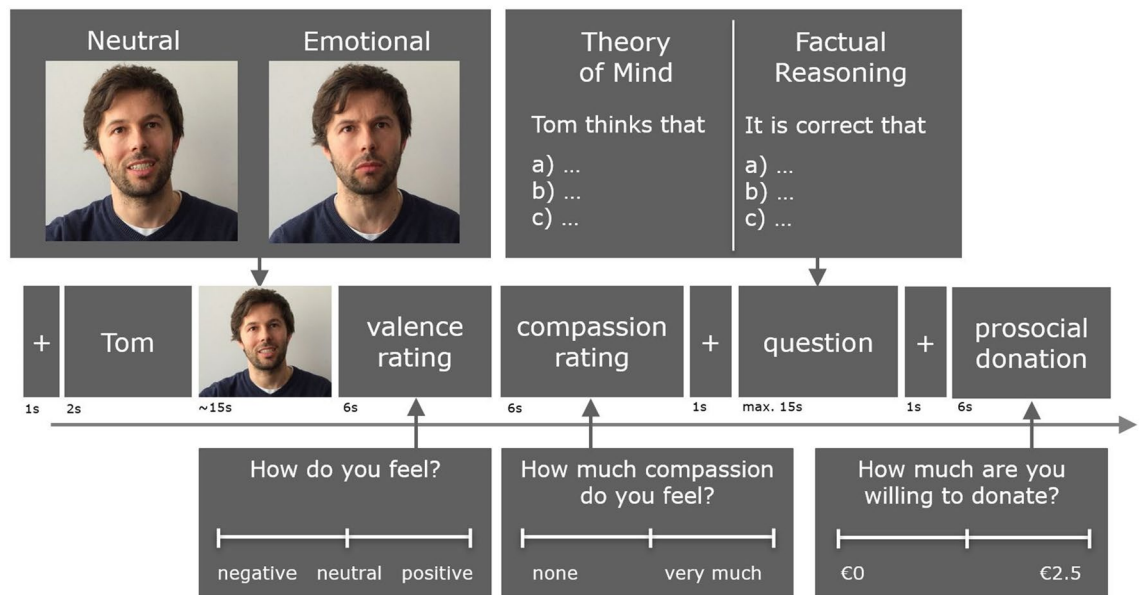 Neutral
Emotional
Theory
of Mind
Factual
Reasoning
Tom thinks that
a) ...
b) ...
c) ...
It is correct that
a) ...
b) ...
c) ...
+
Tom
valence
rating
compassion
rating
+
question
+
prosocial
donation
1s
2s
~15s
6s
6s
1s
max. 15s
1s
6s
How do you feel?
negative neutral positive
How much compassion
do you feel?
none very much
How much are you
willing to donate?
€0 €2.5